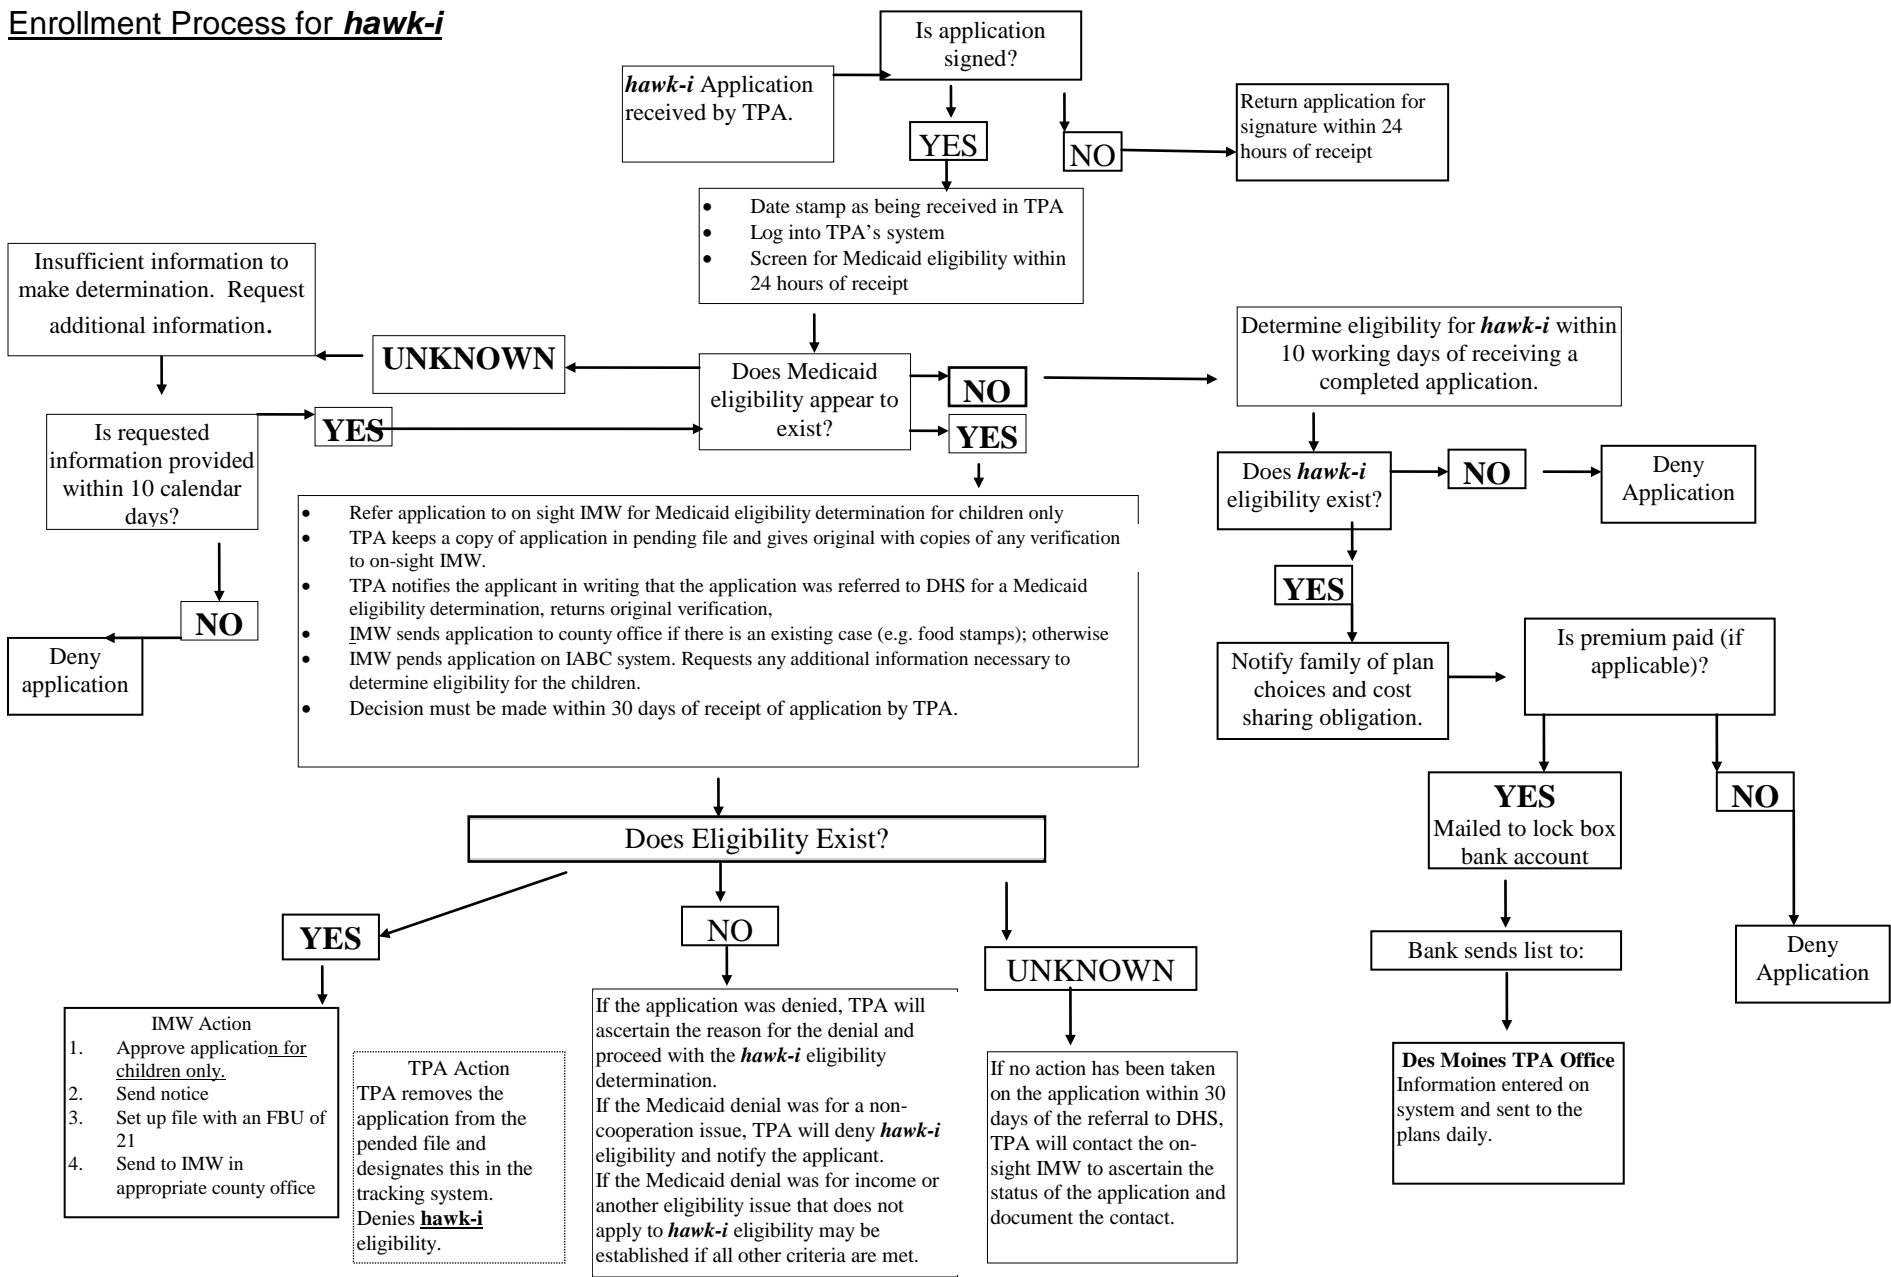 Enrollment Process for hawk-i
Is application
signed?
hawk-i Application
received by TPA.
YES
NO
Return application for
signature within 24
hours of receipt
• Date stamp as being received in TPA
• Log into TPA's system
• Screen for Medicaid eligibility within
24 hours of receipt
Insufficient information to
make determination. Request
additional information.
UNKNOWN
Does Medicaid
eligibility appear to
exist?
NO
YES
Determine eligibility for hawk-i within
10 working days of receiving a
completed application.
Is requested
information provided
within 10 calendar
days?
YES
NO
Deny
application
Does hawk-i
eligibility exist?
NO
Deny
Application
YES
• Refer application to on sight IMW for Medicaid eligibility determination for children only
• TPA keeps a copy of application in pending file and gives original with copies of any verification
to on-sight IMW.
• TPA notifies the applicant in writing that the application was referred to DHS for a Medicaid
eligibility determination, returns original verification,
• IMW sends application to county office if there is an existing case (e.g. food stamps); otherwise
• IMW pends application on IABC system. Requests any additional information necessary to
determine eligibility for the children.
• Decision must be made within 30 days of receipt of application by TPA.
Notify family of plan
choices and cost
sharing obligation.
Is premium paid (if
applicable)?
YES
Mailed to lock box
bank account
NO
Deny
Application
Bank sends list to:
Des Moines TPA Office
Information entered on
system and sent to the
plans daily.
Does Eligibility Exist?
YES
NO
UNKNOWN
IMW Action
1. Approve application for
children only.
2. Send notice
3. Set up file with an FBU of
21
4. Send to IMW in
appropriate county office
TPA Action
TPA removes the
application from the
pended file and
designates this in the
tracking system.
Denies hawk-i
eligibility.
If the application was denied, TPA will
ascertain the reason for the denial and
proceed with the hawk-i eligibility
determination.
If the Medicaid denial was for a non-
cooperation issue, TPA will deny hawk-i
eligibility and notify the applicant.
If the Medicaid denial was for income or
another eligibility issue that does not
apply to hawk-i eligibility may be
established if all other criteria are met.
If no action has been taken
on the application within 30
days of the referral to DHS,
TPA will contact the on-
sight IMW to ascertain the
status of the application and
document the contact.